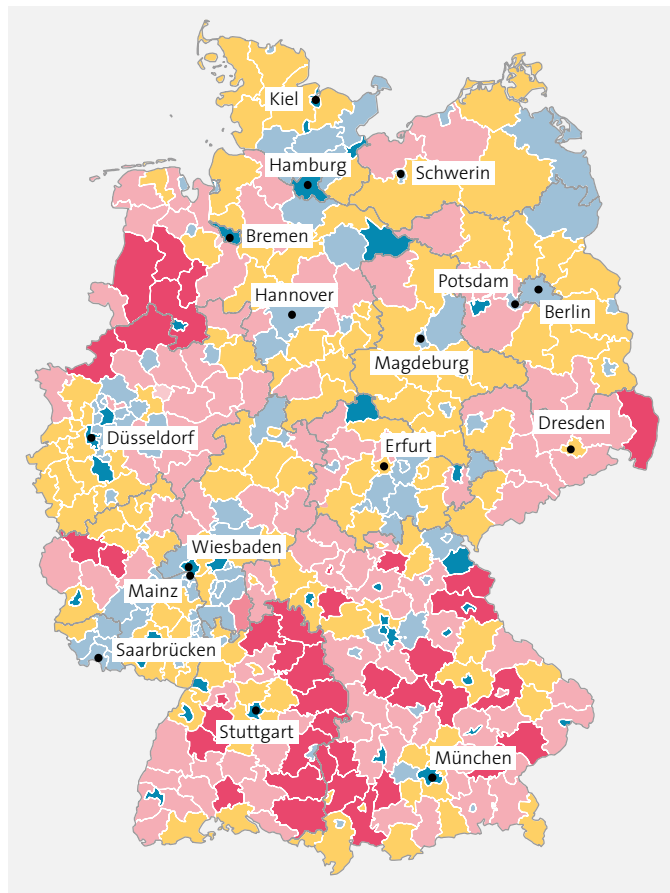 Kiel
Hamburg
Schwerin
Bremen
Hannover
Potsdam
Berlin
Magdeburg
Düsseldorf
Erfurt
Dresden
Wiesbaden
Mainz
Saarbrücken
Stuttgart
München